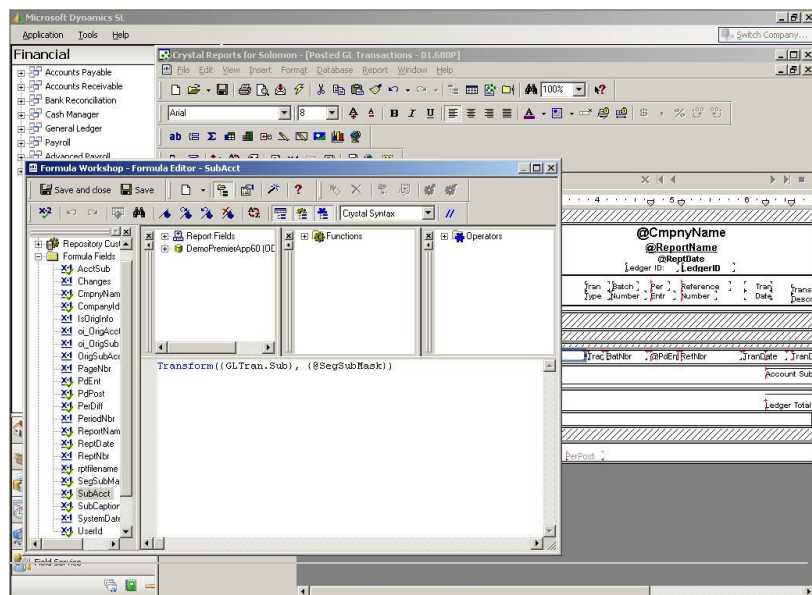 Microsoft Dynamics SL
Application Tools Help
Switch Company...
Financial
Accounts Payable
Accounts Receivable
Bank Reconciliation
Cash Manager
General Ledger
Payroll
Advanced Payroll
Crystal Reports for Solomon - [Posted GL Transactions - 01.680P]
File Edit View Insert Format Database Report Window Help
100%
Arial 8
Formula Workshop - Formula Editor - SubAcct
Save and close Save
Crystal Syntax
Repository Cust
Formula Fields
AcctSub
Changes
CmpnyNam
CompanyId
IsOrigInfo
oi_OrigAcct
oi_OrigSub
OrigSubAcc
PageNbr
PdEnt
PdPost
PerDiff
PeriodNbr
ReportNam
ReptDate
ReptNbr
rptfilename
SegSubMa
SubAcct
SubCaption
SystemDate
UserId
Report Fields
DemoPremierApp60 (OD
Functions
Operators
Transform((GLTran.Sub), (@SegSubMask))
@CmpnyName
@ReportName
@ReptDate
Ledger ID: LedgerID
Tran Batch Per Reference Tran Trans
Type Number Entr Number Date Descr
Trac BatNbr @PdEn RefNbr TranDate TranD
Account Sub
Ledger Total
PerPost
Field Service